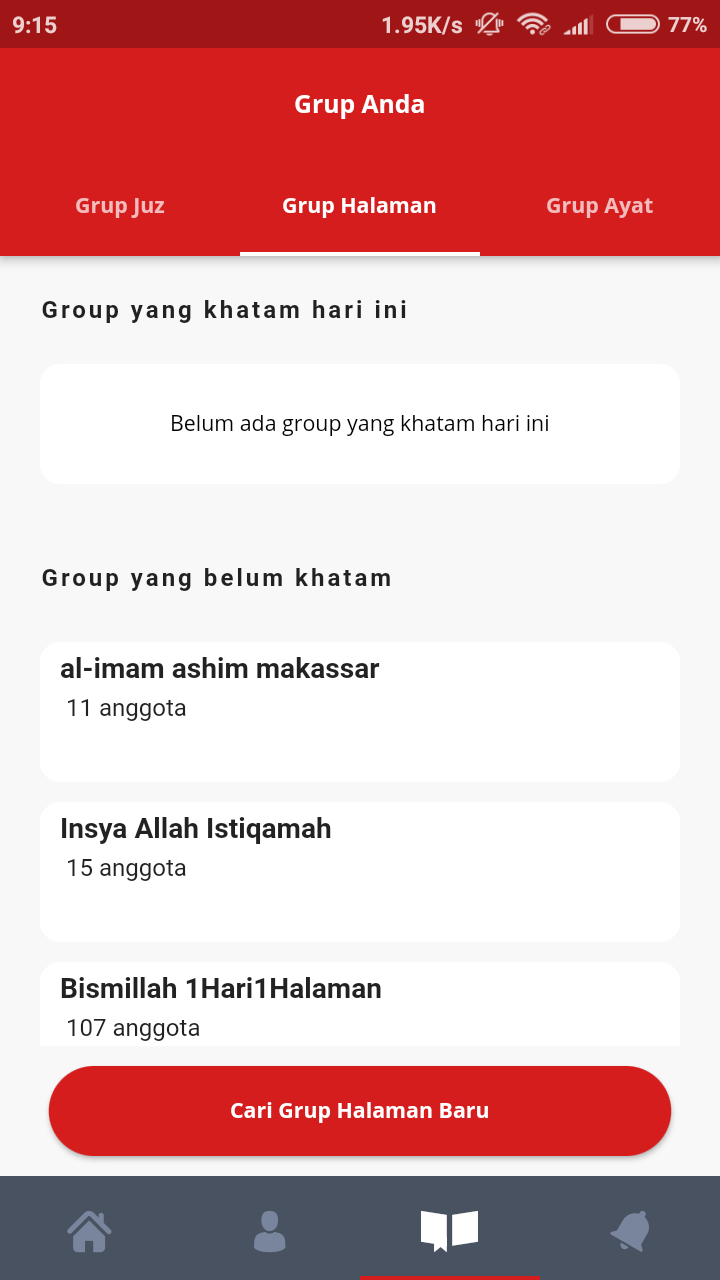 9:15 1.95K/s 77%
Grup Anda
Grup Juz Grup Halaman Grup Ayat
Group yang khatam hari ini
Belum ada group yang khatam hari ini
Group yang belum khatam
al-imam ashim makassar
11 anggota
Insya Allah Istiqamah
15 anggota
Bismillah 1Hari1Halaman
107 anggota
Cari Grup Halaman Baru